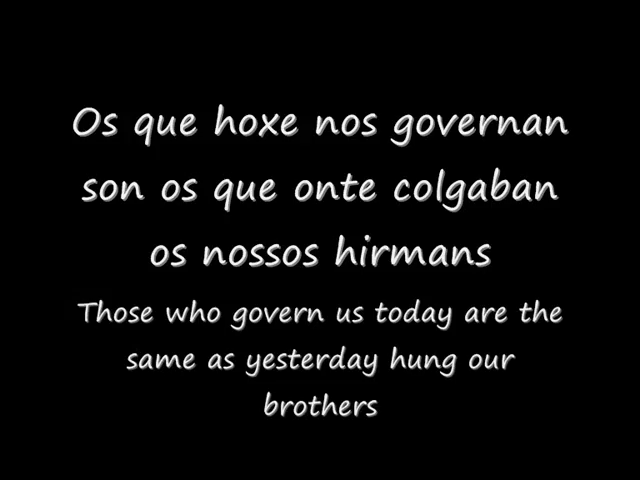 Os que hoxe nos governan
son os que onte colgaban
os nossos hirmans
Those who govern us today are the
same as yesterday hung our
brothers